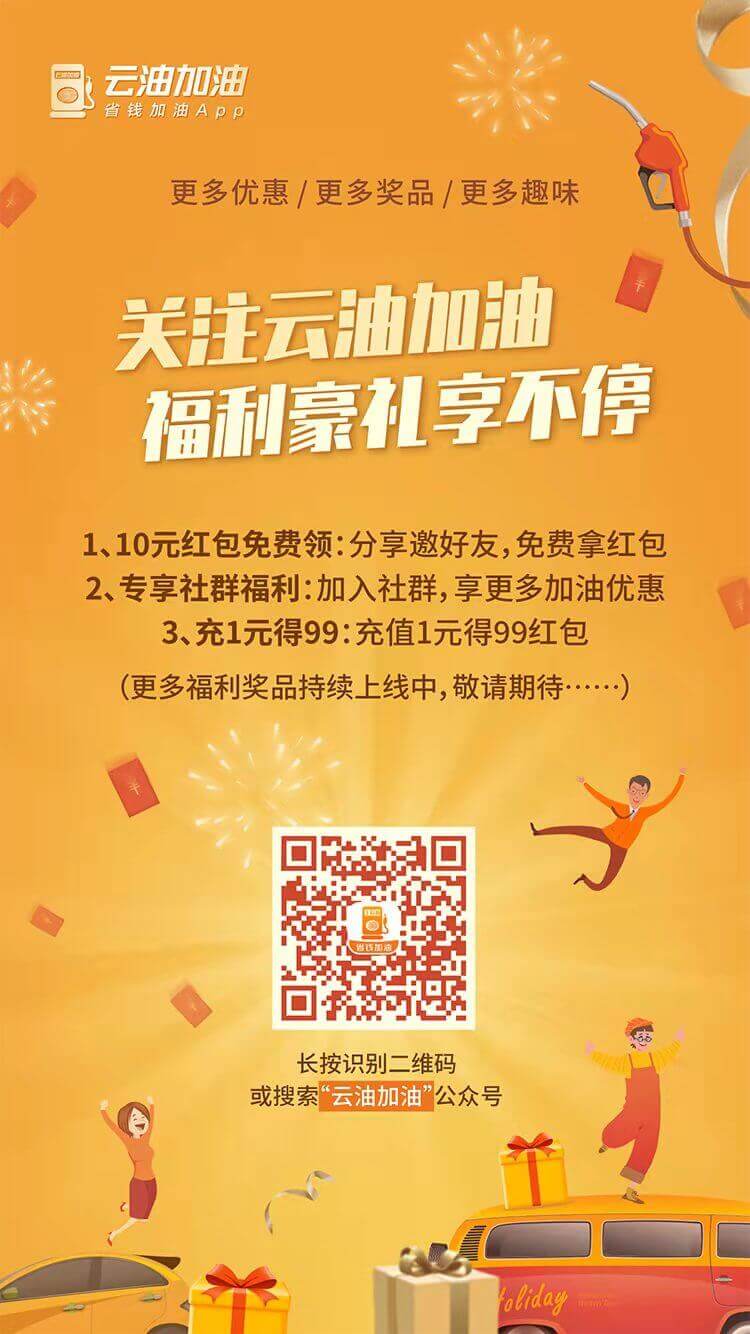 云油加油
省钱加油App
更多优惠 / 更多奖品 / 更多趣味
关注云油加油
福利豪礼享不停
1、10元红包免费领：分享邀好友，免费拿红包
2、专享社群福利：加入社群，享更多加油优惠
3、充1元得99：充值1元得99红包
（更多福利奖品持续上线中，敬请期待……）
省钱加油
长按识别二维码
或搜索“云油加油”公众号
Holiday